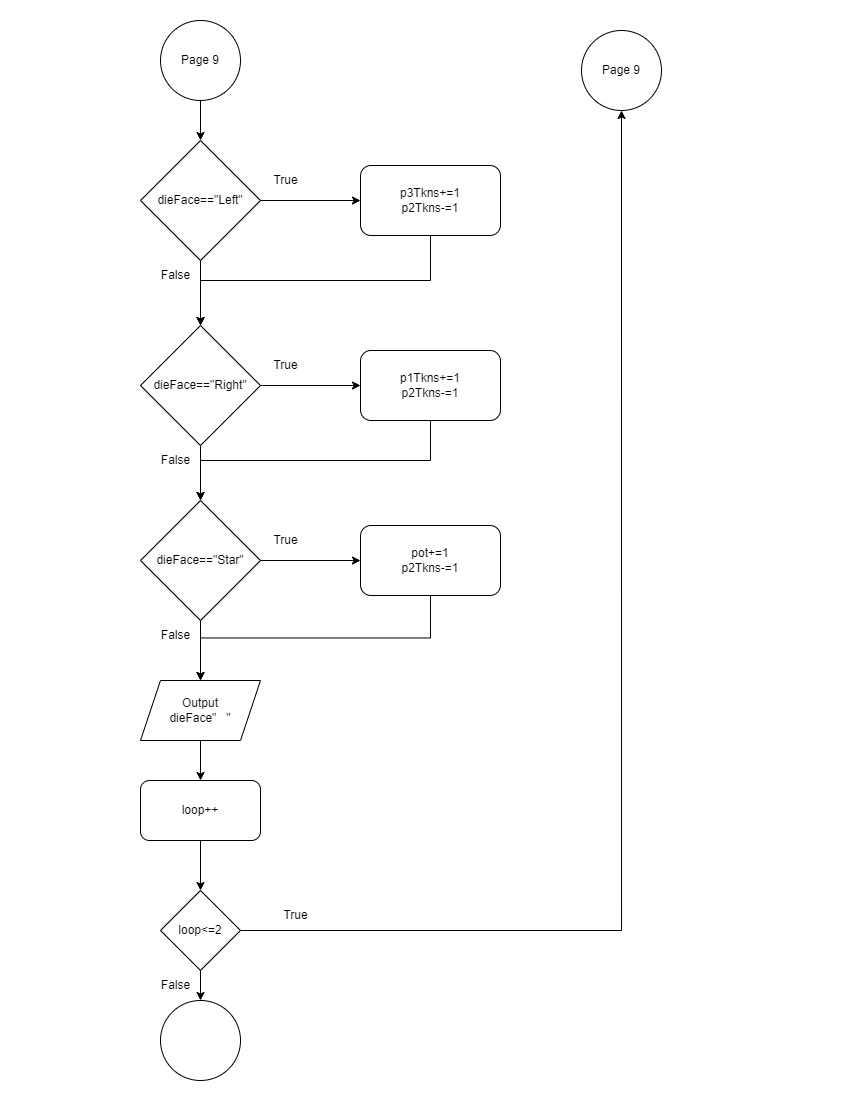 Page 9
Page 9
True
dieFace=="Left"
p3Tkns+=1
p2Tkns-=1
False
True
dieFace=="Right"
p1Tkns+=1
p2Tkns-=1
False
True
dieFace=="Star"
pot+=1
p2Tkns-=1
False
Output
dieFace"   "
loop++
True
loop<=2
False